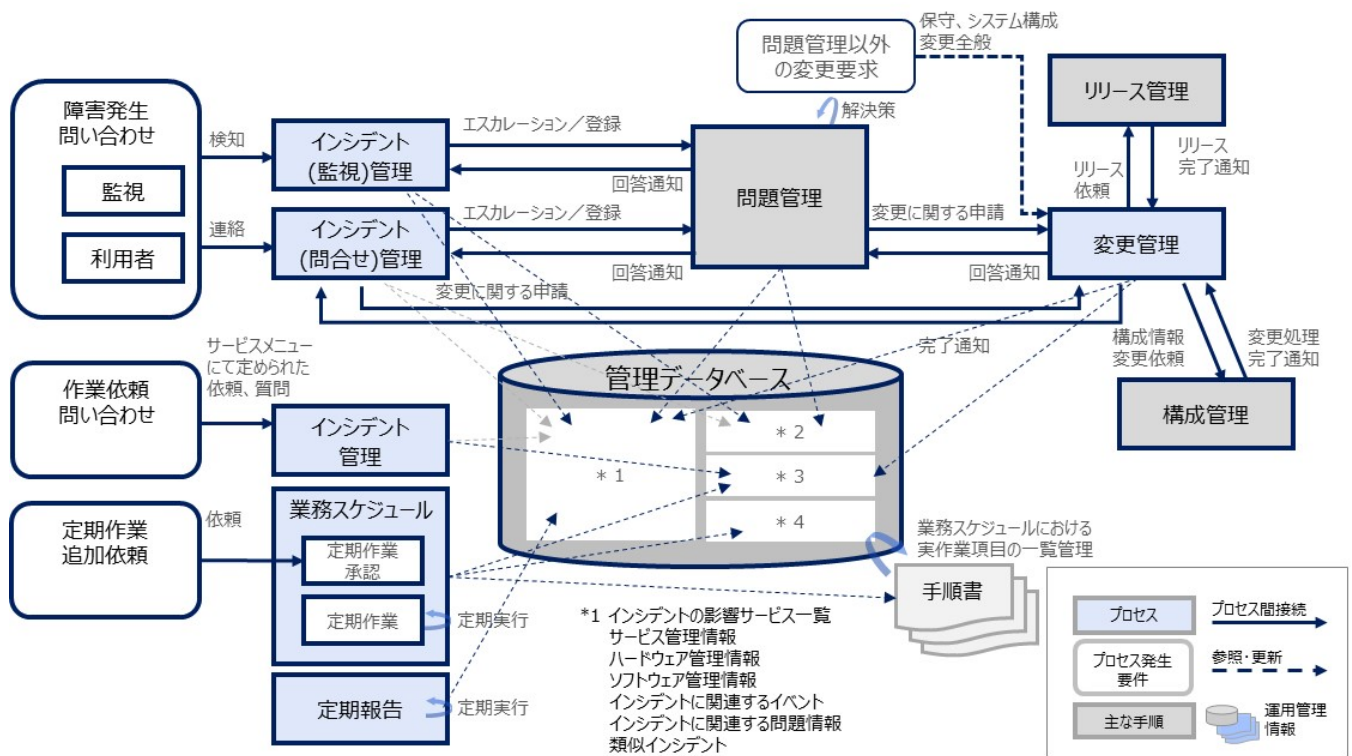 保守、システム構成
変更全般
問題管理以外
の変更要求
リリース管理
障害発生
問い合わせ
監視
利用者
検知
連絡
インシデント
(監視)管理
インシデント
(問合せ)管理
エスカレーション／登録
回答通知
エスカレーション／登録
回答通知
解決策
問題管理
変更に関する申請
回答通知
リリース
依頼
リリース
完了通知
変更管理
変更に関する申請
完了通知
構成情報
変更依頼
変更処理
完了通知
構成管理
サービスメニュー
にて定められた
依頼、質問
作業依頼
問い合わせ
インシデント
管理
管理データベース
＊1
＊2
＊3
＊4
定期作業
追加依頼
依頼
業務スケジュール
定期作業
承認
定期作業
定期実行
定期報告
定期実行
業務スケジュールにおける
実作業項目の一覧管理
手順書
*1 インシデントの影響サービス一覧
サービス管理情報
ハードウェア管理情報
ソフトウェア管理情報
インシデントに関連するイベント
インシデントに関連する問題情報
類似インシデント
プロセス
プロセス間接続
プロセス発生
要件
参照・更新
主な手順
運用管理
情報